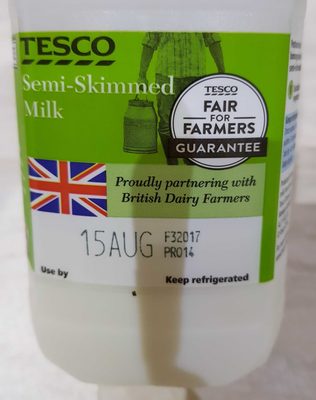 TESCO
Semi-Skimmed
Milk
TESCO
FAIR
FOR
FARMERS
GUARANTEE
Proudly partnering with
British Dairy Farmers
15AUG F32017
PR014
Use by
Keep refrigerated